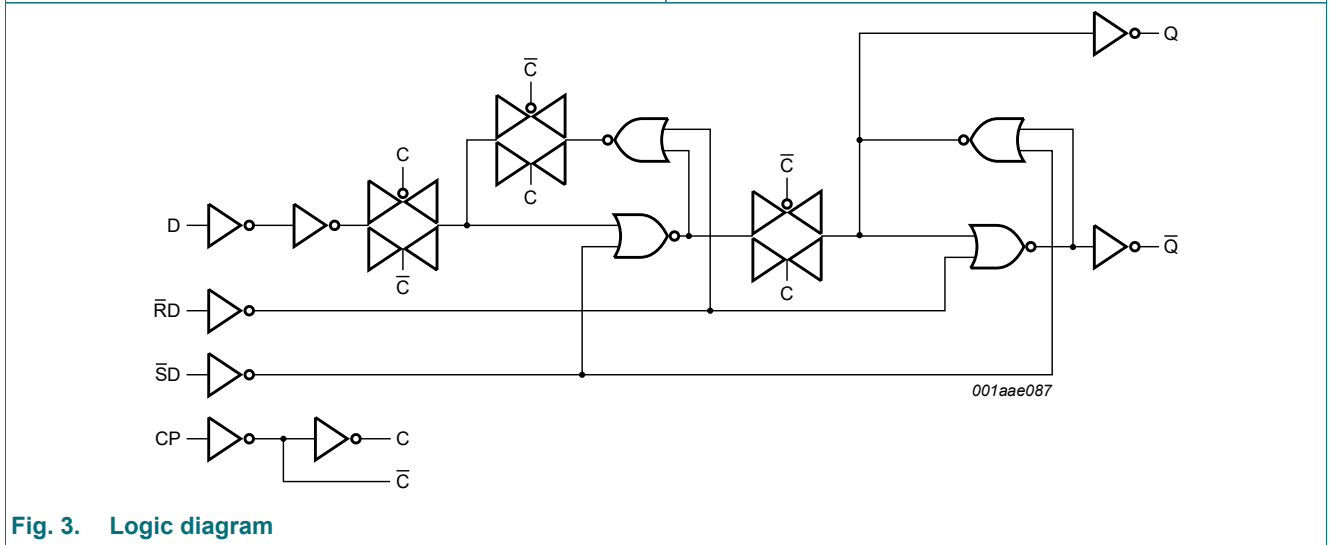 Q
C̅
C
C̅
C
C
D
Q̅
C̅
C
R̅D
S̅D
001aae087
CP
C
C̅
Fig. 3. Logic diagram